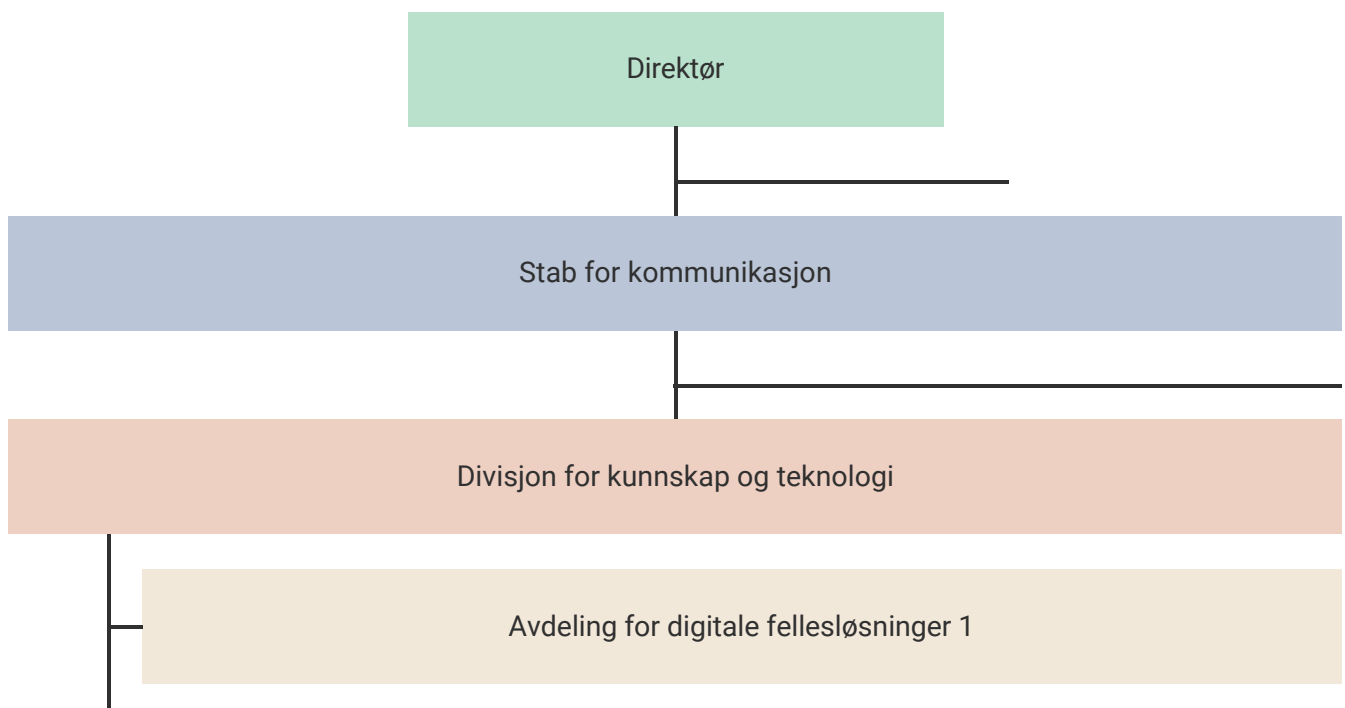 Direktør
Stab for kommunikasjon
Divisjon for kunnskap og teknologi
Avdeling for digitale fellesløsninger 1